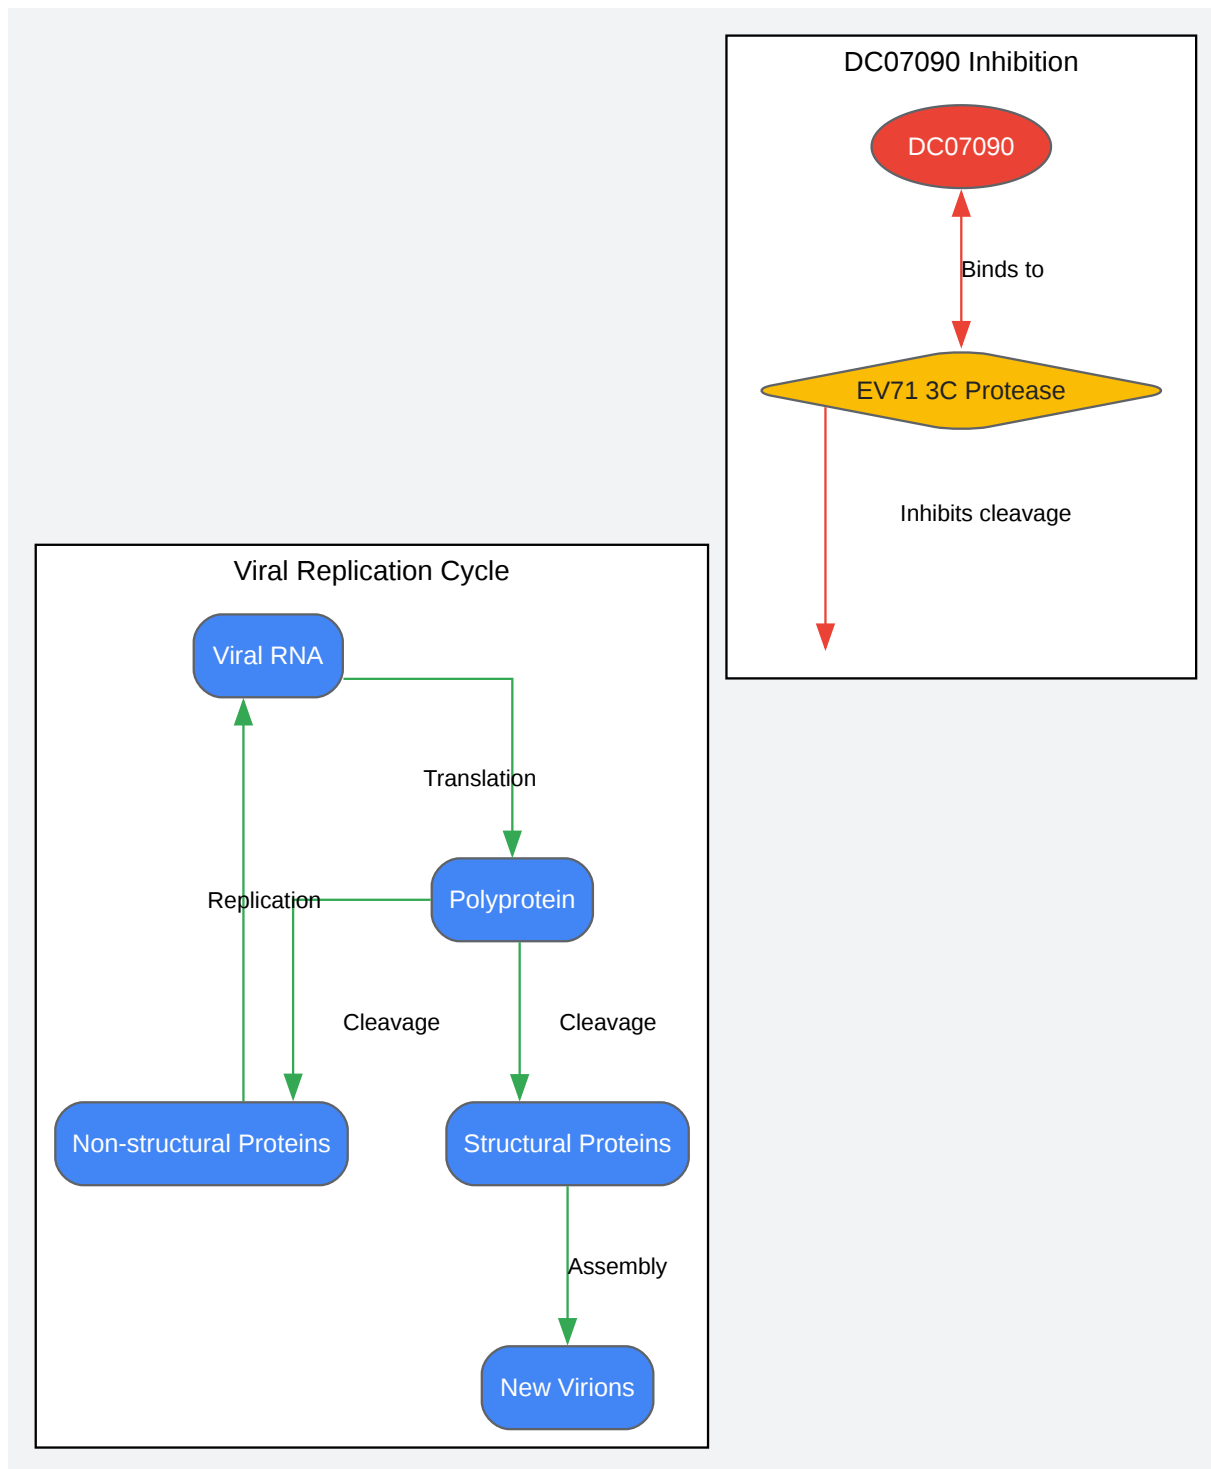 DC07090 Inhibition
DC07090
Binds to
EV71 3C Protease
Inhibits cleavage
Viral Replication Cycle
Viral RNA
Translation
Replication
Polyprotein
Cleavage
Cleavage
Non-structural Proteins
Structural Proteins
Assembly
New Virions